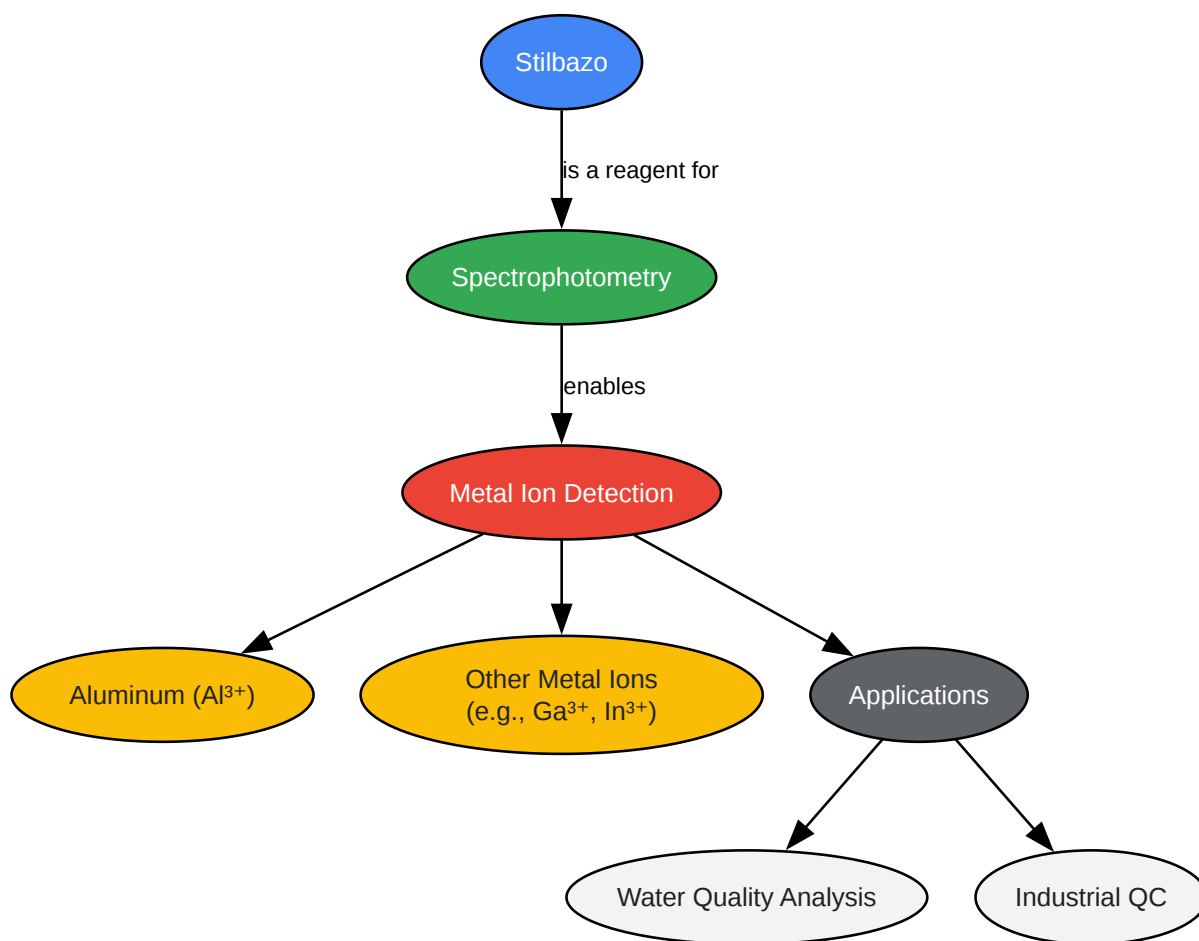 Stilbazo
is a reagent for
Spectrophotometry
enables
Metal Ion Detection
Aluminum (Al³⁺)
Other Metal Ions
(e.g., Ga³⁺, In³⁺)
Applications
Water Quality Analysis
Industrial QC